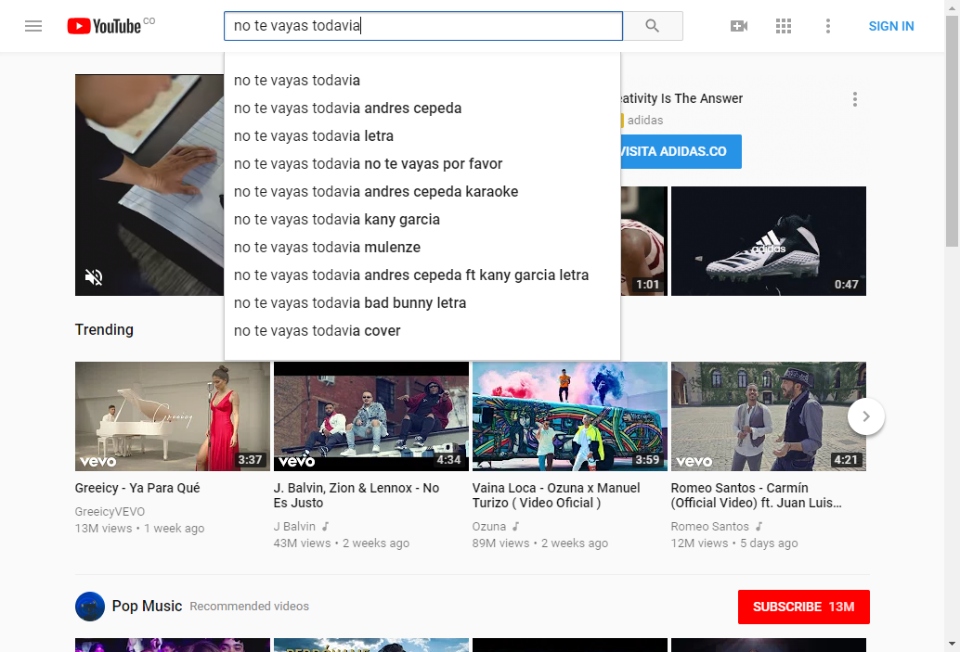 YouTube CO
no te vayas todavia
SIGN IN
no te vayas todavia
no te vayas todavia andres cepeda
no te vayas todavia letra
no te vayas todavia no te vayas por favor
no te vayas todavia andres cepeda karaoke
no te vayas todavia kany garcia
no te vayas todavia mulenze
no te vayas todavia andres cepeda ft kany garcia letra
no te vayas todavia bad bunny letra
no te vayas todavia cover
eativity Is The Answer
adidas
VISITA ADIDAS.CO
1:01
adidas
0:47
Trending
Greeicy
vevo
3:37
vevo
4:34
3:59
vevo
4:21
Greeicy - Ya Para Qué
GreeicyVEVO
13M views • 1 week ago
J. Balvin, Zion & Lennox - No
Es Justo
J Balvin
43M views • 2 weeks ago
Vaina Loca - Ozuna x Manuel
Turizo ( Video Oficial )
Ozuna
89M views • 2 weeks ago
Romeo Santos - Carmín
(Official Video) ft. Juan Luis...
Romeo Santos
12M views • 5 days ago
Pop Music Recommended videos
SUBSCRIBE 13M